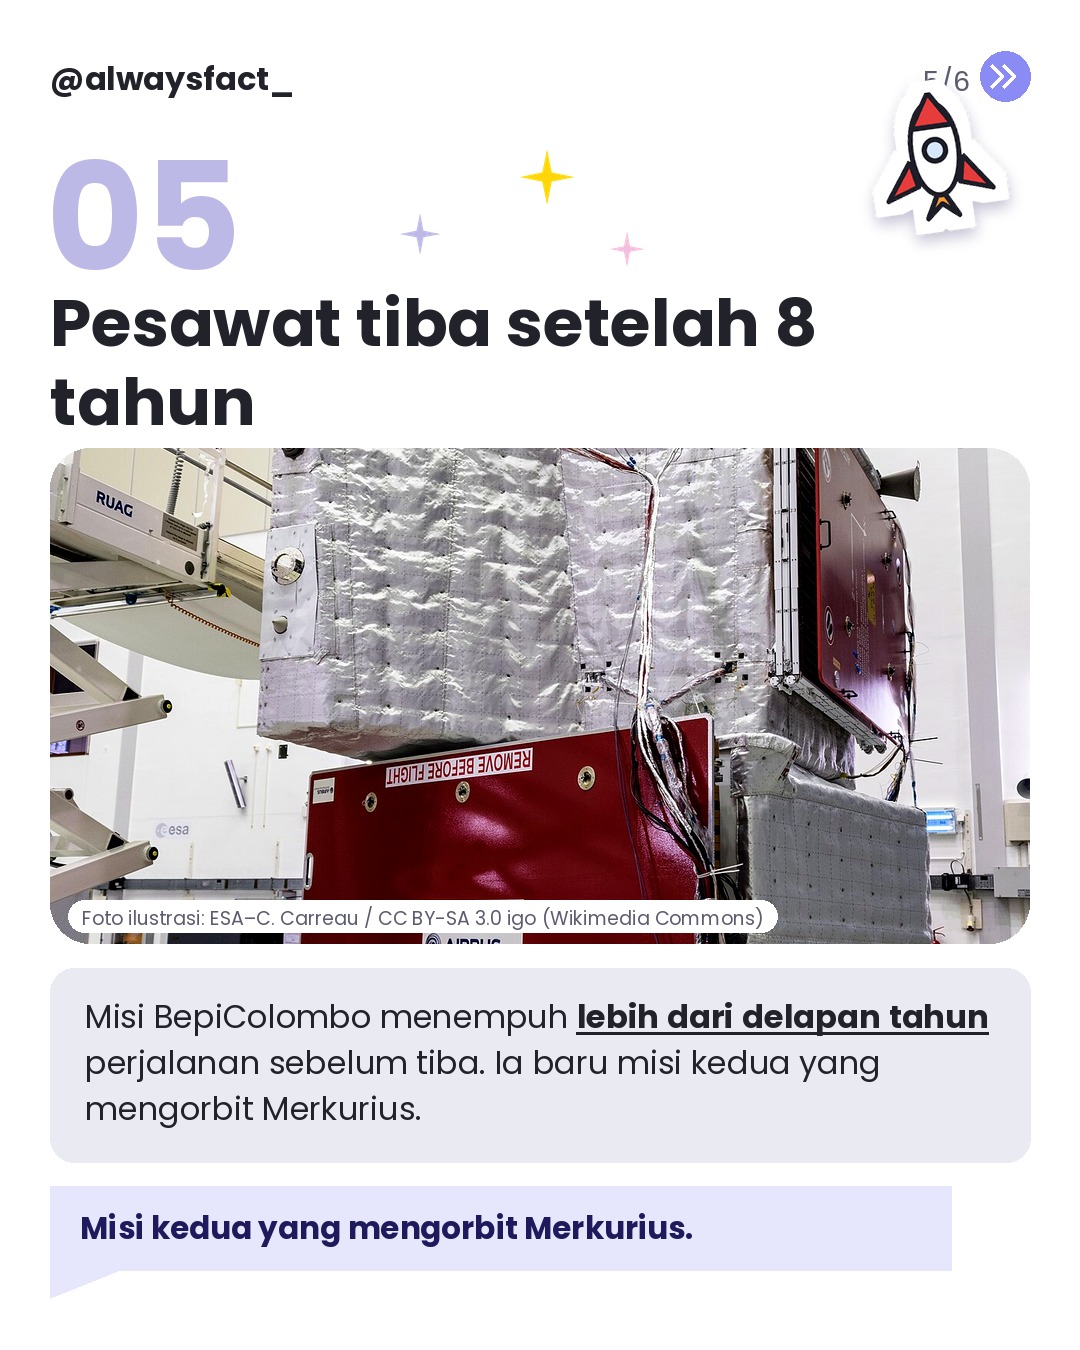 @alwaysfact_
5/6
05
Pesawat tiba setelah 8
tahun
RUAG
REMOVE BEFORE FLIGHT
esa
Foto ilustrasi: ESA–C. Carreau / CC BY-SA 3.0 igo (Wikimedia Commons)
AIRBUS
Misi BepiColombo menempuh lebih dari delapan tahun
perjalanan sebelum tiba. Ia baru misi kedua yang
mengorbit Merkurius.
Misi kedua yang mengorbit Merkurius.